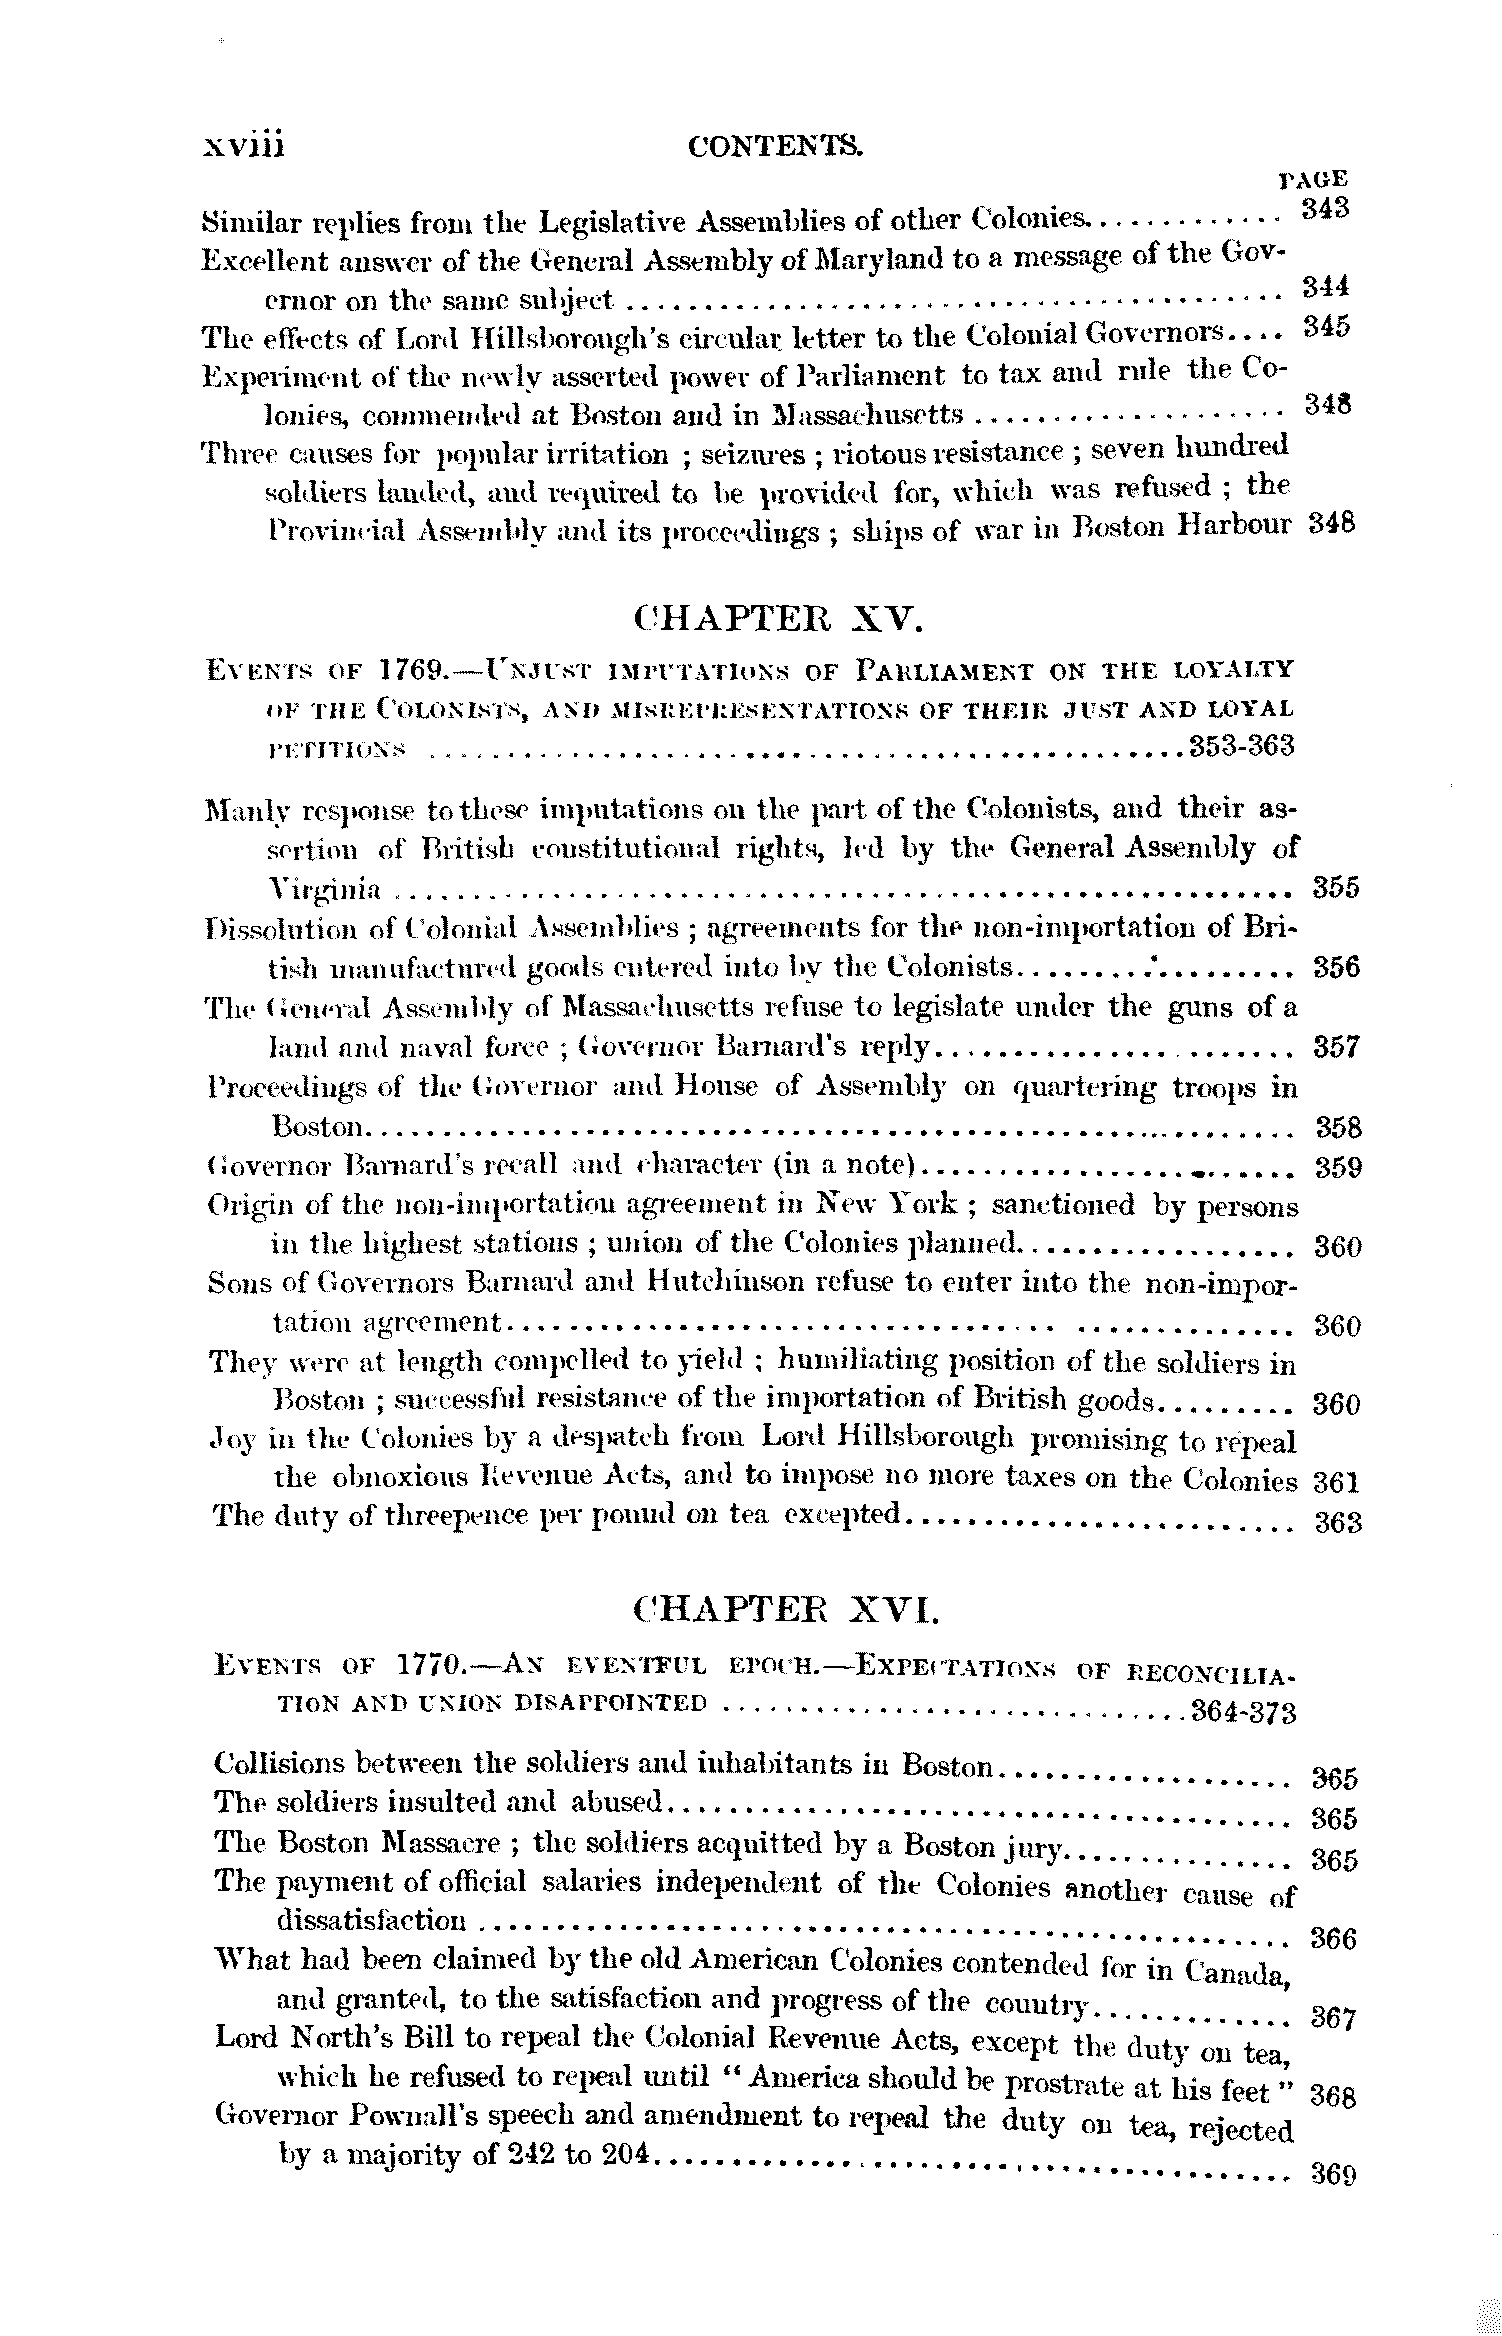 xviii CONTENTS.
PAGE
Similar replies from the Legislative Assemblies of other Colonies............. 343
Excellent answer of the General Assembly of Maryland to a message of the Gov-
ernor on the same subject .......................................... 344
The effects of Lord Hillsborough's circular letter to the Colonial Governors.... 345
Experiment of the newly asserted power of Parliament to tax and rule the Co-
lonies, commended at Boston and in Massachusetts .................... 348
Three causes for popular irritation ; seizures ; riotous resistance ; seven hundred
soldiers landed, and required to be provided for, which was refused ; the
Provincial Assembly and its proceedings ; ships of war in Boston Harbour 348
CHAPTER XV.
EVENTS OF 1769.—UNJUST IMPUTATIONS OF PARLIAMENT ON THE LOYALTY
OF THE COLONISTS, AND MISREPRESENTATIONS OF THEIR JUST AND LOYAL
PETITIONS ................................................353-363
Manly response to these imputations on the part of the Colonists, and their as-
sertion of British constitutional rights, led by the General Assembly of
Virginia ......................................................... 355
Dissolution of Colonial Assemblies ; agreements for the non-importation of Bri-
tish manufactured goods entered into by the Colonists.................. 356
The General Assembly of Massachusetts refuse to legislate under the guns of a
land and naval force ; Governor Barnard's reply....................... 357
Proceedings of the Governor and House of Assembly on quartering troops in
Boston........................................................... 358
Governor Barnard's recall and character (in a note)........................ 359
Origin of the non-importation agreement in New York ; sanctioned by persons
in the highest stations ; union of the Colonies planned.................. 360
Sons of Governors Barnard and Hutchinson refuse to enter into the non-impor-
tation agreement.................................. .............. 360
They were at length compelled to yield ; humiliating position of the soldiers in
Boston ; successful resistance of the importation of British goods......... 360
Joy in the Colonies by a despatch from Lord Hillsborough promising to repeal
the obnoxious Revenue Acts, and to impose no more taxes on the Colonies 361
The duty of threepence per pound on tea excepted......................... 363
CHAPTER XVI.
EVENTS OF 1770.—AN EVENTFUL EPOCH.—EXPECTATIONS OF RECONCILIA-
TION AND UNION DISAPPOINTED ..............................364-373
Collisions between the soldiers and inhabitants in Boston................... 365
The soldiers insulted and abused........................................ 365
The Boston Massacre ; the soldiers acquitted by a Boston jury............... 365
The payment of official salaries independent of the Colonies another cause of
dissatisfaction .................................................... 366
What had been claimed by the old American Colonies contended for in Canada,
and granted, to the satisfaction and progress of the country............. 367
Lord North's Bill to repeal the Colonial Revenue Acts, except the duty on tea,
which he refused to repeal until “ America should be prostrate at his feet ” 368
Governor Pownall's speech and amendment to repeal the duty on tea, rejected
by a majority of 242 to 204......................................... 369